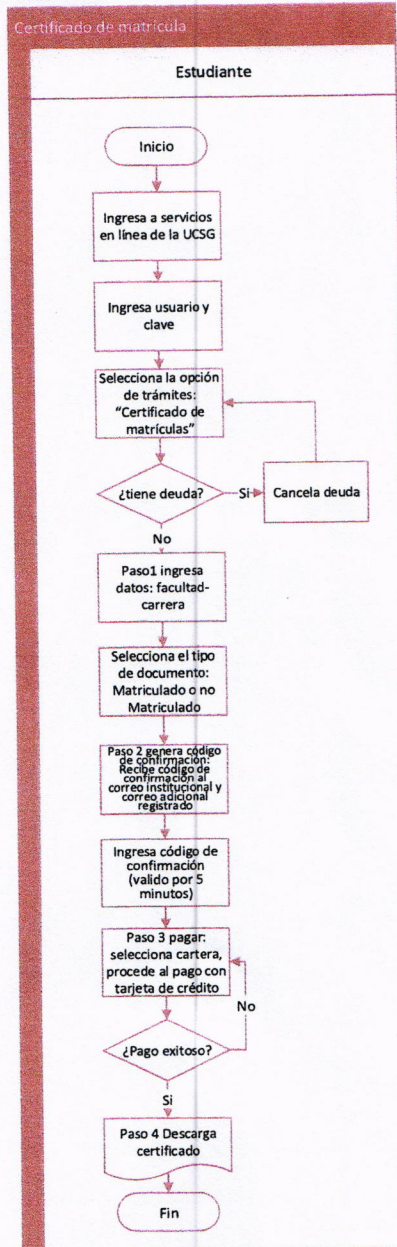 Certificado de matrícula
Estudiante
Inicio
Ingresa a servicios
en línea de la UCSG
Ingresa usuario y
clave
Selecciona la opción
de trámites:
“Certificado de
matrículas”
¿tiene deuda?
Si
Cancela deuda
No
Paso1 ingresa
datos: facultad-
carrera
Selecciona el tipo
de documento:
Matriculado o no
Matriculado
Paso 2 genera código
de confirmación:
Recibe código de
confirmación al
correo institucional y
correo adicional
registrado
Ingresa código de
confirmación
(valido por 5
minutos)
Paso 3 pagar:
selecciona cartera,
procede al pago con
tarjeta de crédito
No
¿Pago exitoso?
Si
Paso 4 Descarga
certificado
Fin